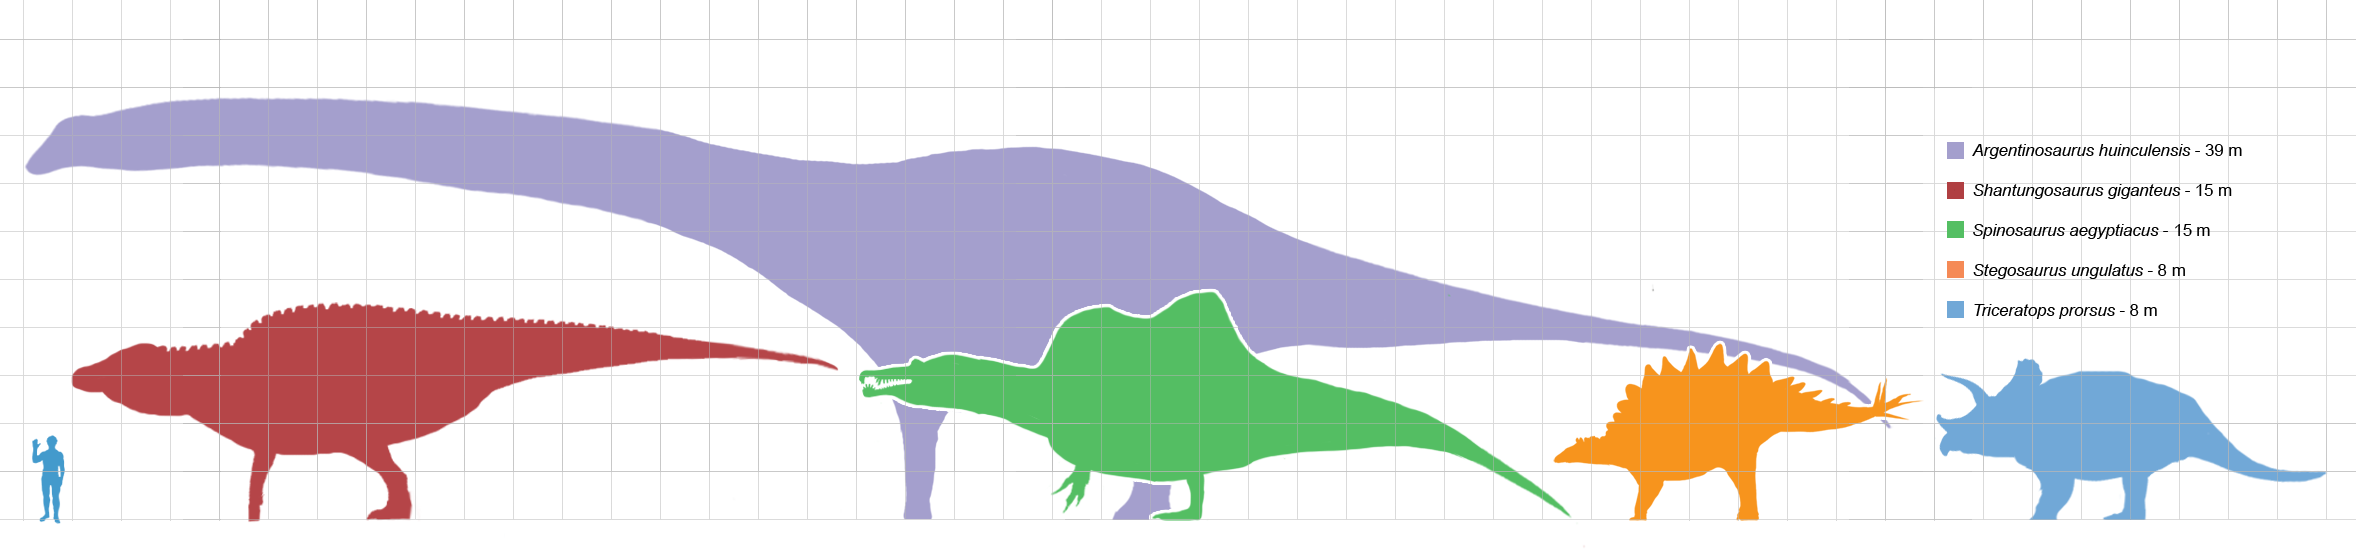 Argentinosaurus huinculensis - 39 m
Shantungosaurus giganteus - 15 m
Spinosaurus aegyptiacus - 15 m
Stegosaurus ungulatus - 8 m
Triceratops prorsus - 8 m